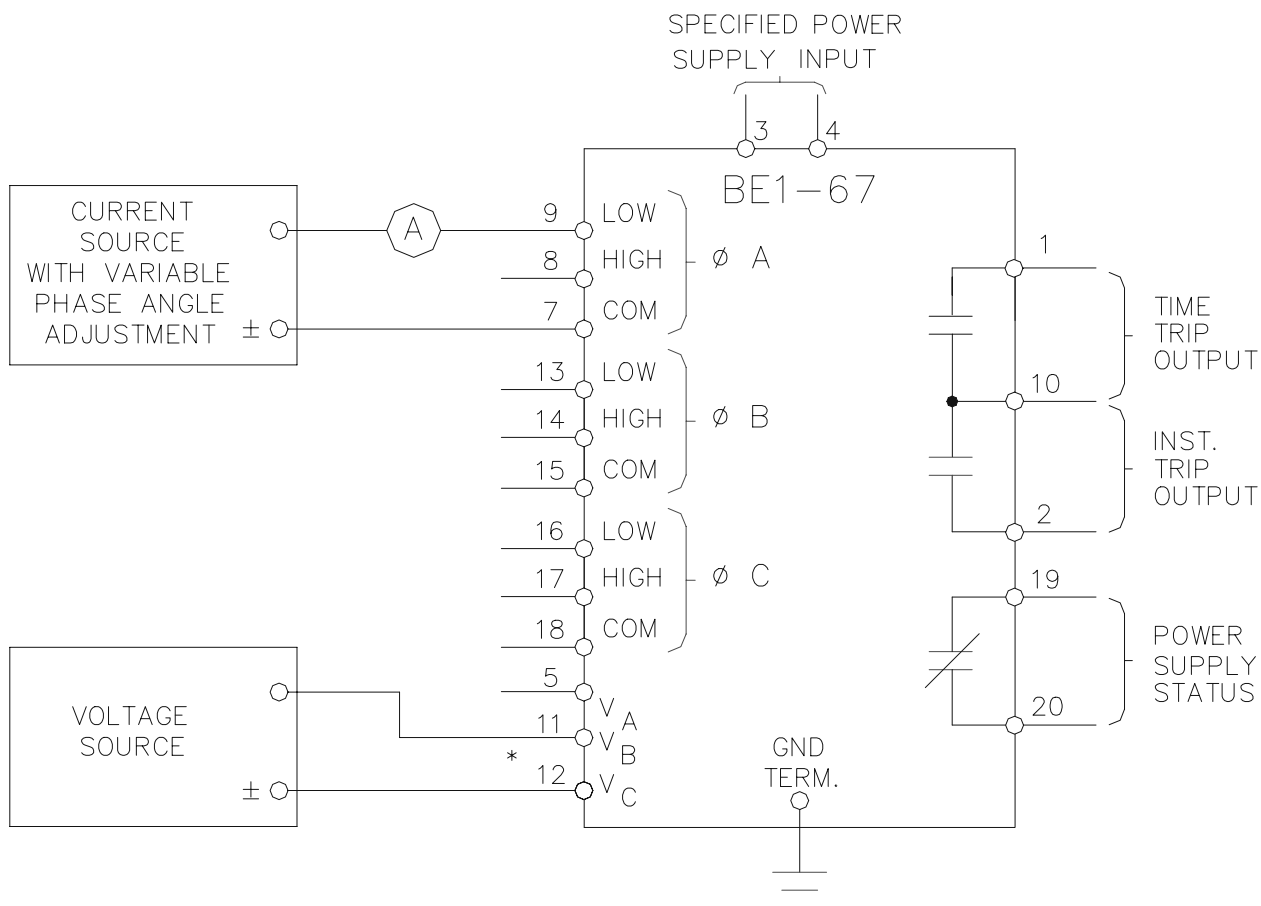 SPECIFIED POWER
SUPPLY INPUT
3
4
BE1-67
CURRENT
SOURCE
WITH VARIABLE
PHASE ANGLE
ADJUSTMENT ±
A
9 LOW
8 HIGH
7 COM
ø A
13 LOW
14 HIGH
15 COM
ø B
16 LOW
17 HIGH
18 COM
ø C
5 VA
11 VB
*
12 VC
VOLTAGE
SOURCE
±
GND
TERM.
1
TIME
TRIP
OUTPUT
10
INST.
TRIP
OUTPUT
2
19
POWER
SUPPLY
STATUS
20